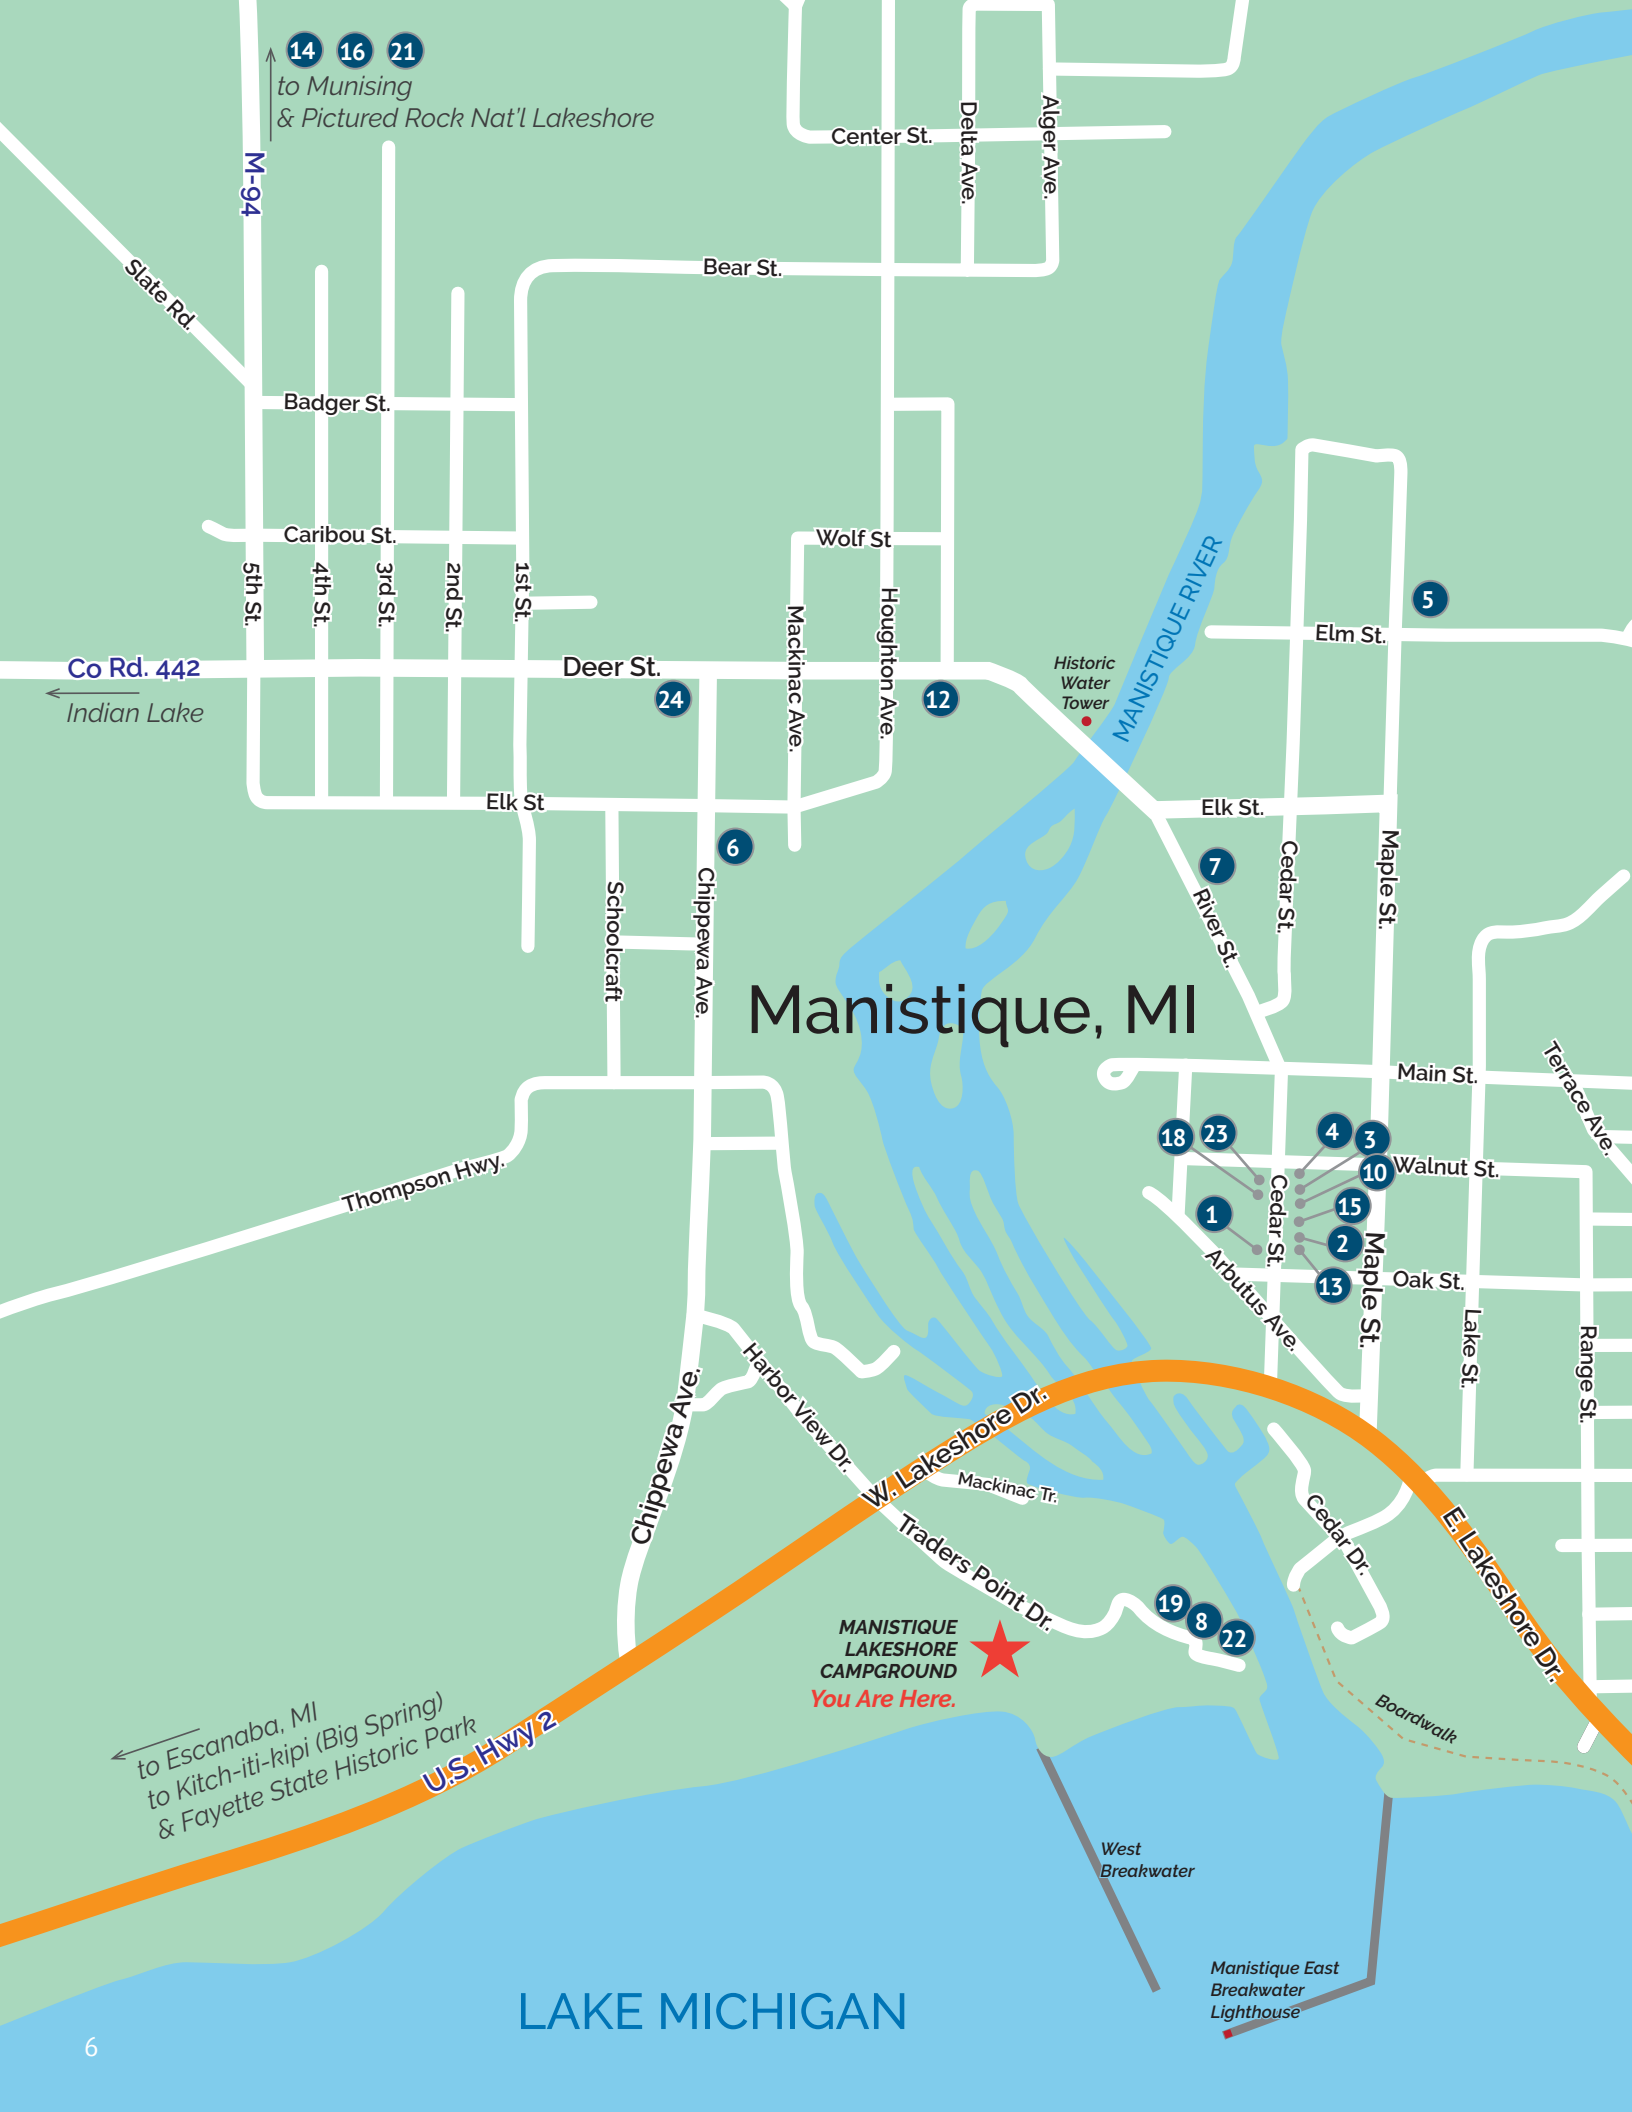 14 16 21
to Munising
& Pictured Rock Nat'l Lakeshore
M-94
Slate Rd.
Center St.
Delta Ave.
Alger Ave.
Bear St.
Badger St.
Caribou St.
Wolf St
5th St.
4th St.
3rd St.
2nd St.
1st St.
Mackinac Ave.
Houghton Ave.
MANISTIQUE RIVER
5
Elm St.
Co Rd. 442
Indian Lake
Deer St.
24
12
Historic
Water
Tower
Elk St
Elk St.
6
7
Schoolcraft
Chippewa Ave.
River St.
Cedar St.
Maple St.
Manistique, MI
Main St.
Terrace Ave.
18 23 4 3
10
Walnut St.
Thompson Hwy.
1
15
2
13
Cedar St.
Maple St.
Arbutus Ave.
Oak St.
Lake St.
Range St.
Harbor View Dr.
Chippewa Ave.
W. Lakeshore Dr.
Mackinac Tr.
Traders Point Dr.
Cedar Dr.
E. Lakeshore Dr.
19
8
22
MANISTIQUE
LAKESHORE
CAMPGROUND
You Are Here.
Boardwalk
to Escanaba, MI
to Kitch-iti-kipi (Big Spring)
& Fayette State Historic Park
U.S. Hwy 2
West
Breakwater
Manistique East
Breakwater
Lighthouse
LAKE MICHIGAN
6